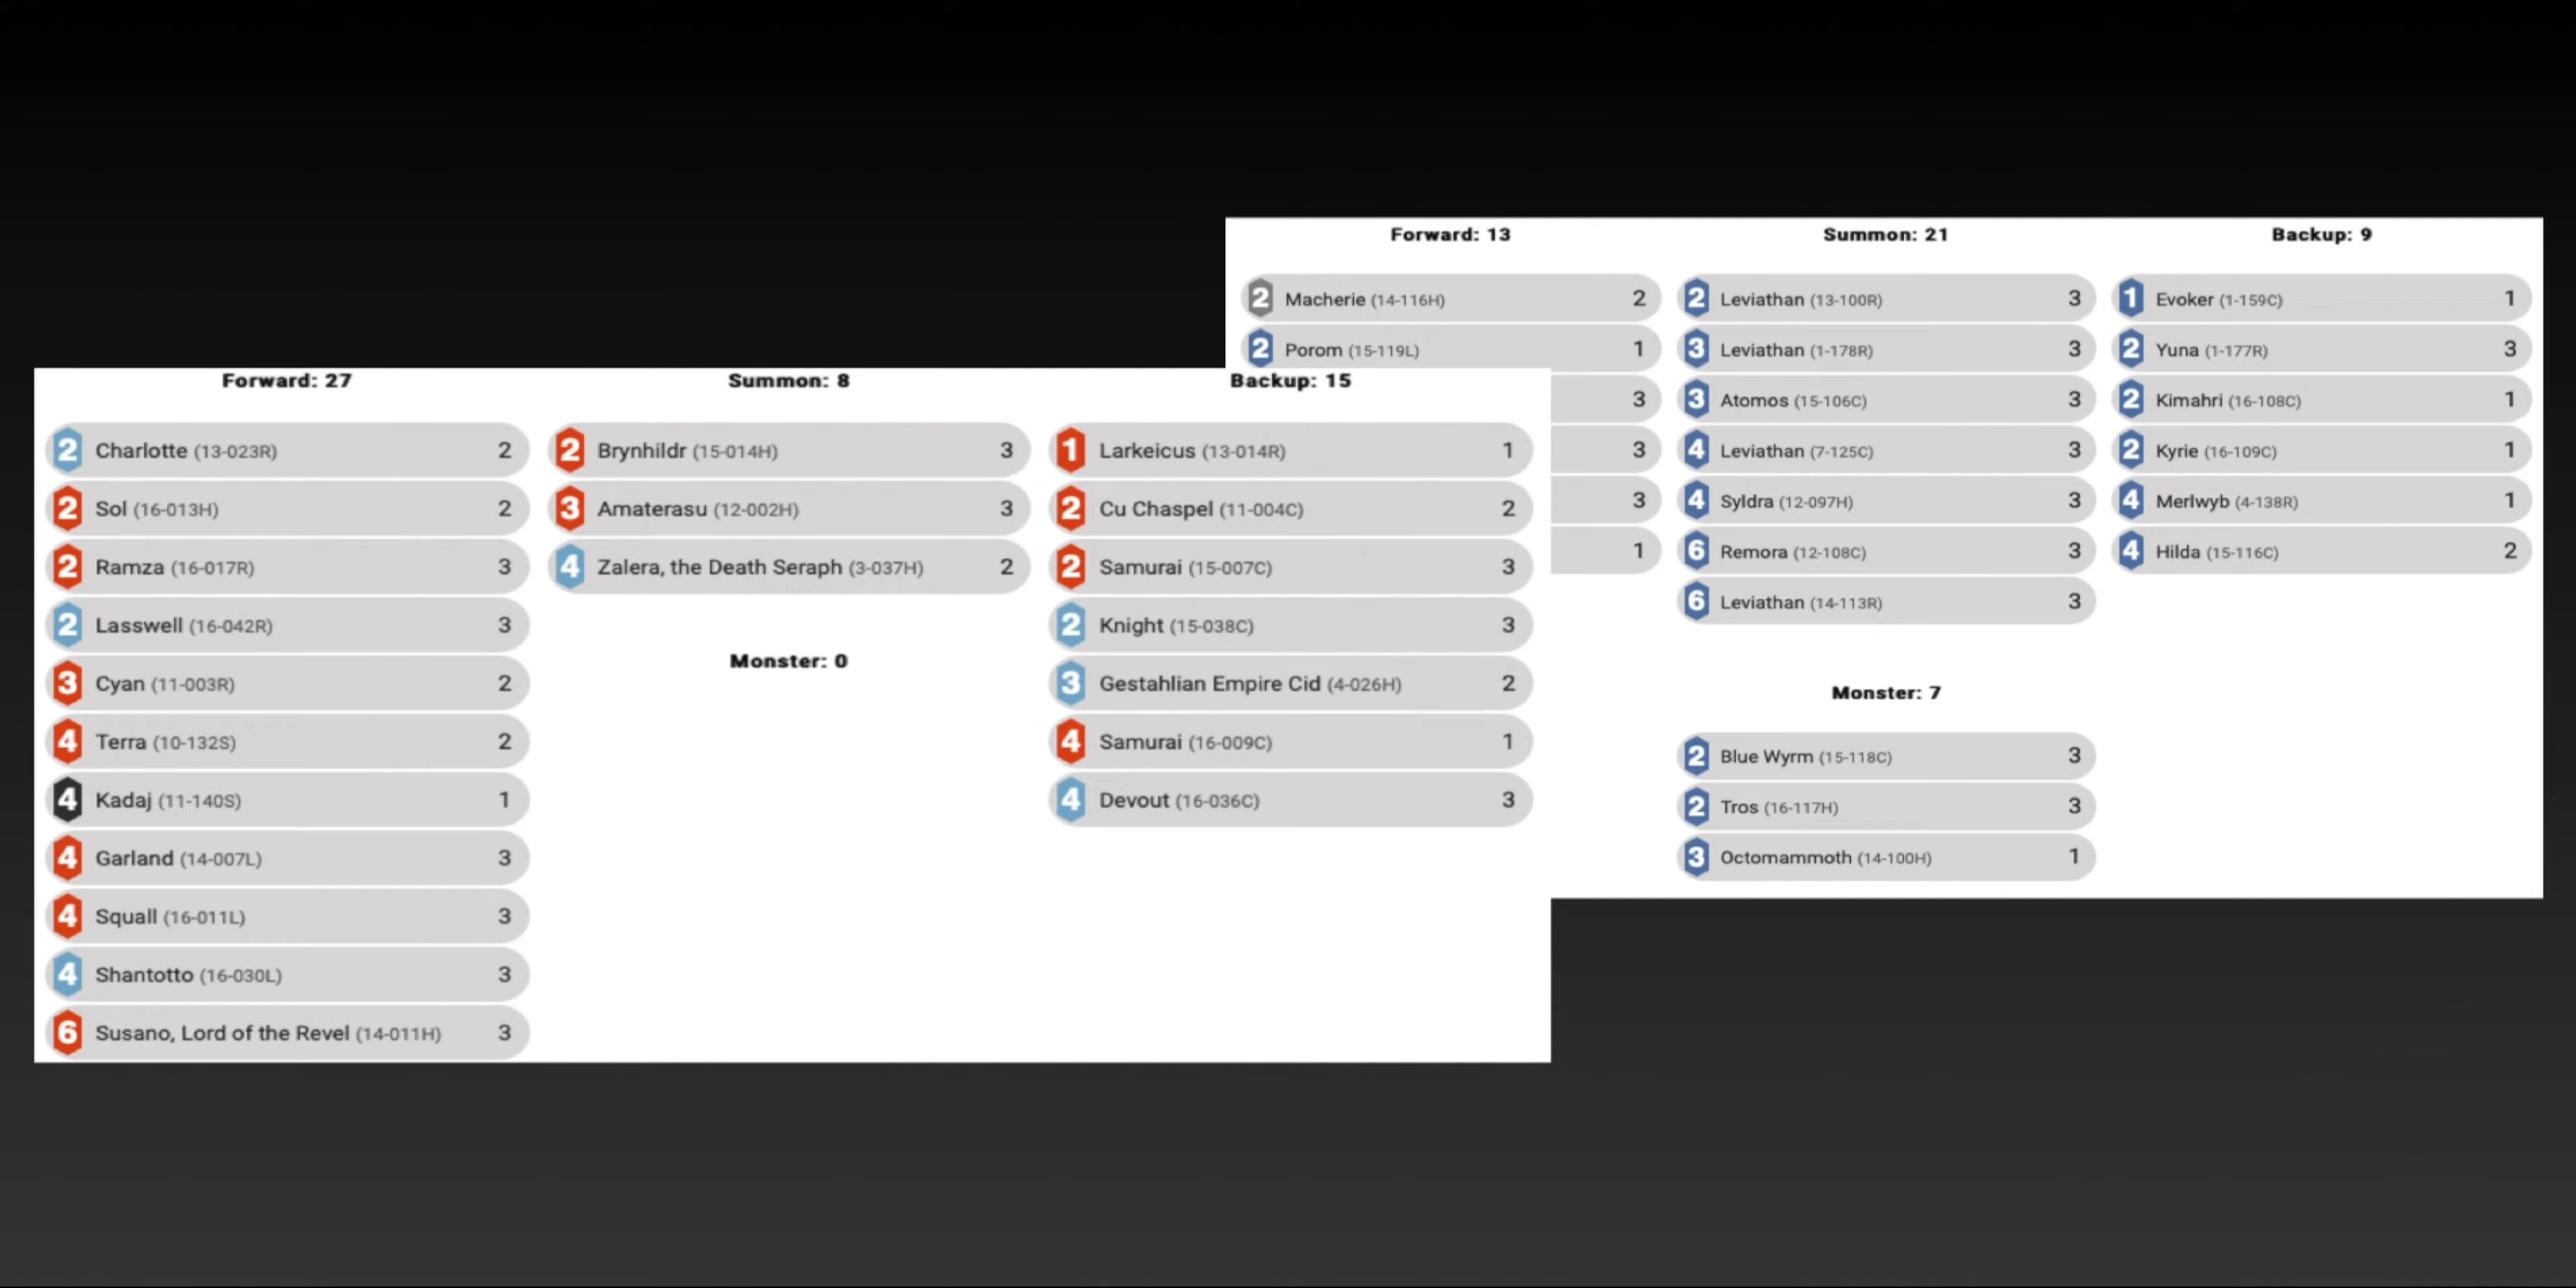 Forward: 27
2 Charlotte (13-023R) 2
2 Sol (16-013H) 2
2 Ramza (16-017R) 3
2 Lasswell (16-042R) 3
3 Cyan (11-003R) 2
4 Terra (10-132S) 2
4 Kadaj (11-140S) 1
4 Garland (14-007L) 3
4 Squall (16-011L) 3
4 Shantotto (16-030L) 3
6 Susano, Lord of the Revel (14-011H) 3
Summon: 8
2 Brynhildr (15-014H) 3
3 Amaterasu (12-002H) 3
4 Zalera, the Death Seraph (3-037H) 2
Monster: 0
Backup: 15
1 Larkeicus (13-014R) 1
2 Cu Chaspel (11-004C) 2
2 Samurai (15-007C) 3
2 Knight (15-038C) 3
3 Gestahlian Empire Cid (4-026H) 2
4 Samurai (16-009C) 1
4 Devout (16-036C) 3
Forward: 13
2 Macherie (14-116H) 2
2 Porom (15-119L) 1
3
3
3
1
Summon: 21
2 Leviathan (13-100R) 3
3 Leviathan (1-178R) 3
3 Atomos (15-106C) 3
4 Leviathan (7-125C) 3
4 Syldra (12-097H) 3
6 Remora (12-108C) 3
6 Leviathan (14-113R) 3
Monster: 7
2 Blue Wyrm (15-118C) 3
2 Tros (16-117H) 3
3 Octomammoth (14-100H) 1
Backup: 9
1 Evoker (1-159C) 1
2 Yuna (1-177R) 3
2 Kimahri (16-108C) 1
2 Kyrie (16-109C) 1
4 Merlwyb (4-138R) 1
4 Hilda (15-116C) 2